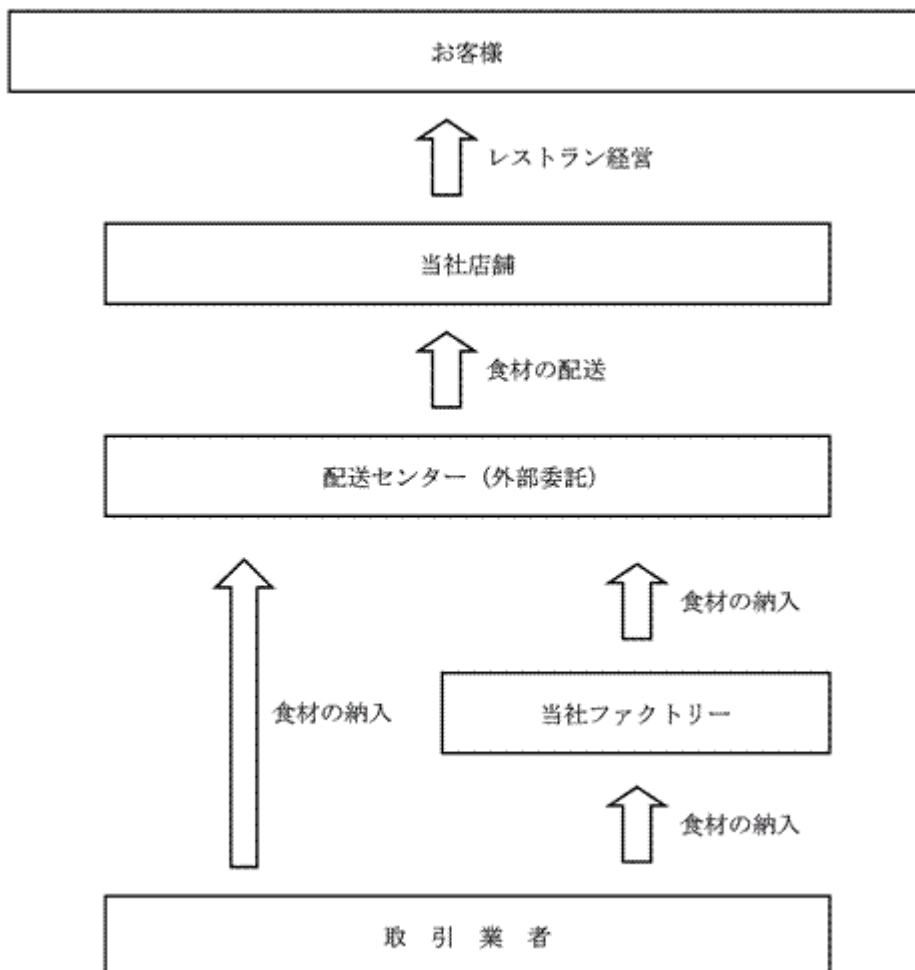 お客様
レストラン経営
当社店舗
食材の配送
配送センター（外部委託）
食材の納入
食材の納入
当社ファクトリー
食材の納入
取引業者